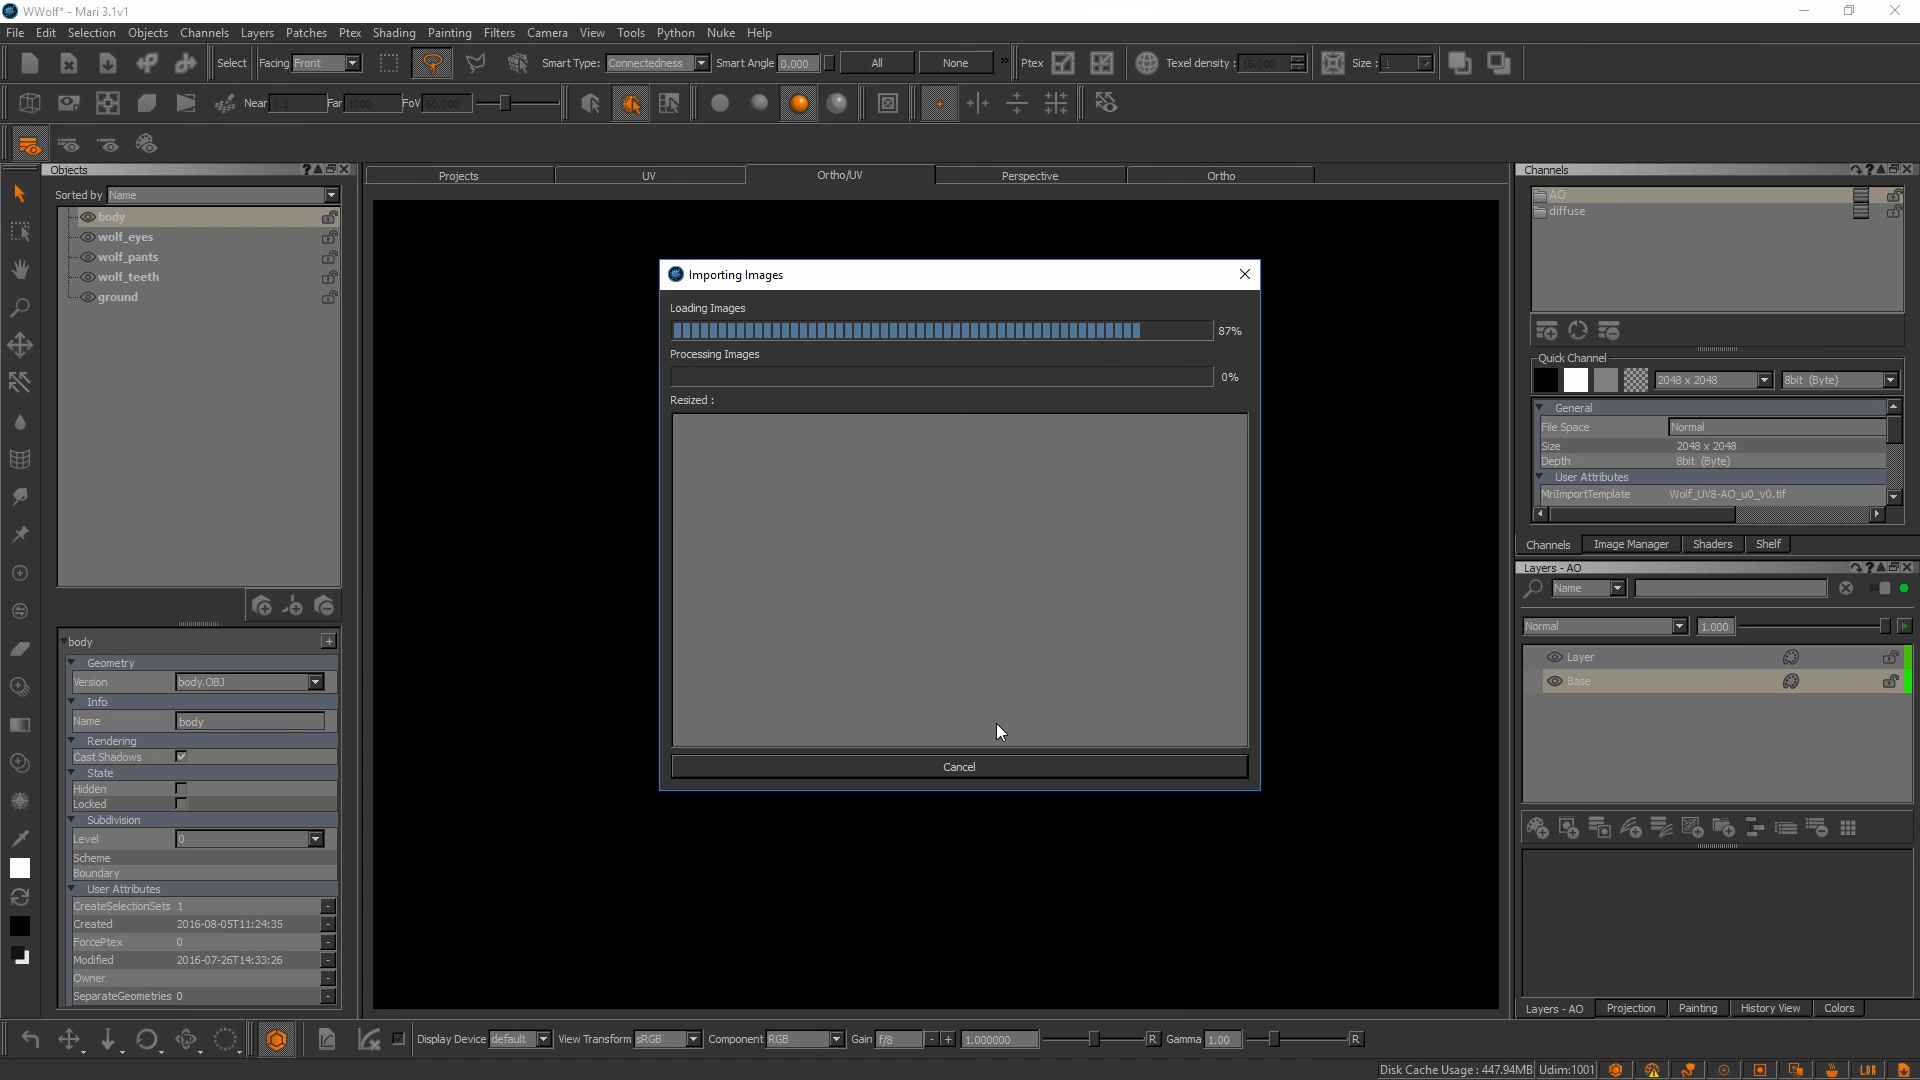 WWolf* - Mari 3.1v1
File Edit Selection Objects Channels Layers Patches Ptex Shading Painting Filters Camera View Tools Python Nuke Help
Select Facing Front Smart Type: Connectedness Smart Angle 0.000 All None » Ptex Texel density : 16.000 Size : 1
Near 0.1 Far 1000 FoV 60.000
Objects
Sorted by Name
body
wolf_eyes
wolf_pants
wolf_teeth
ground
body
Geometry
Version body.OBJ
Info
Name body
Rendering
Cast Shadows
State
Hidden
Locked
Subdivision
Level 0
Scheme
Boundary
User Attributes
CreateSelectionSets 1
Created 2016-08-05T11:24:35
ForcePtex 0
Modified 2016-07-26T14:33:26
Owner
SeparateGeometries 0
Projects UV Ortho/UV Perspective Ortho
Importing Images
Loading Images
87%
Processing Images
0%
Resized :
Cancel
Channels
AO
diffuse
Quick Channel
2048 x 2048 8bit (Byte)
General
File Space Normal
Size 2048 x 2048
Depth 8bit (Byte)
User Attributes
MriImportTemplate Wolf_UV8-AO_u0_v0.tif
Channels Image Manager Shaders Shelf
Layers - AO
Name
Normal 1.000
Layer
Base
Layers - AO Projection Painting History View Colors
Display Device default View Transform sRGB Component RGB Gain f/8 - + 1.000000 R Gamma 1.00 R
Disk Cache Usage : 447.94MB Udim:1001 LDR